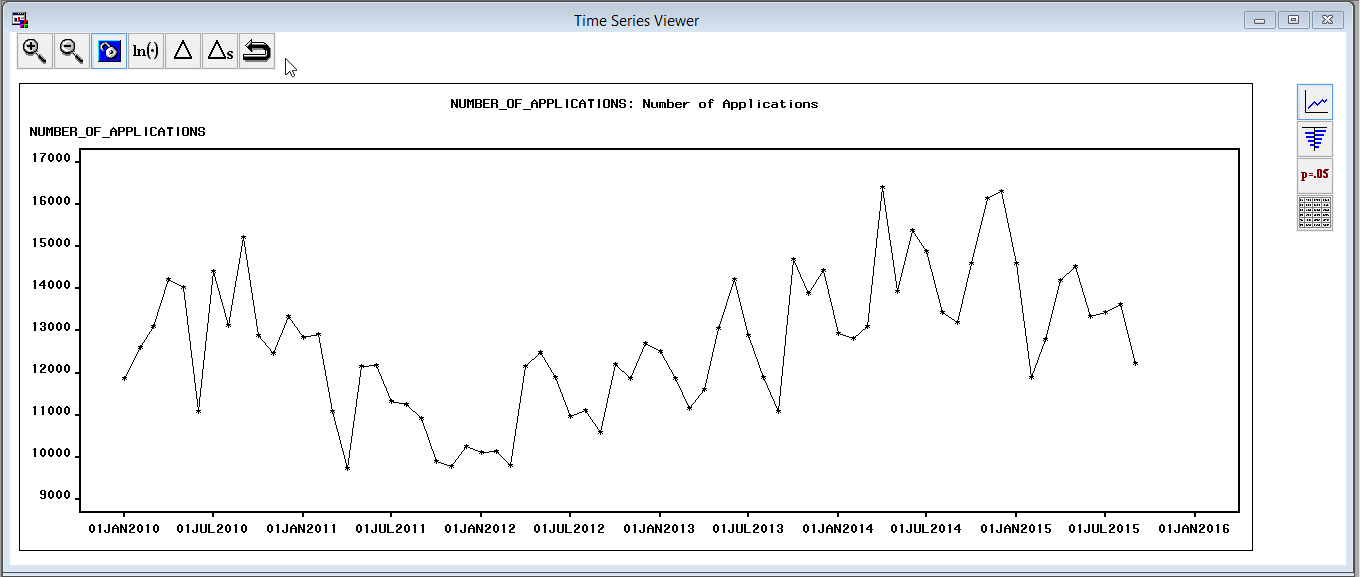 Time Series Viewer
ln(·) Δ Δs
NUMBER_OF_APPLICATIONS: Number of Applications
NUMBER_OF_APPLICATIONS
17000
16000
15000
14000
13000
12000
11000
10000
9000
01JAN2010 01JUL2010 01JAN2011 01JUL2011 01JAN2012 01JUL2012 01JAN2013 01JUL2013 01JAN2014 01JUL2014 01JAN2015 01JUL2015 01JAN2016
p=.05